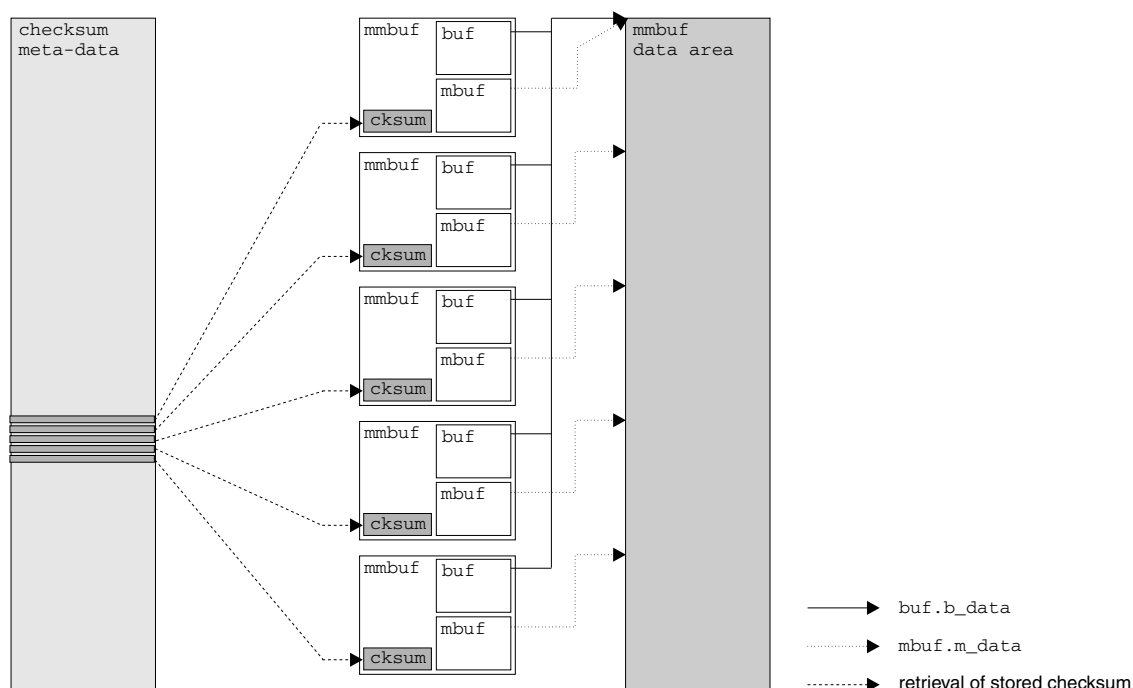 checksum
meta-data
mmbuf
buf
mbuf
cksum
mmbuf
buf
mbuf
cksum
mmbuf
buf
mbuf
cksum
mmbuf
buf
mbuf
cksum
mmbuf
buf
mbuf
cksum
mmbuf
data area
buf.b_data
mbuf.m_data
retrieval of stored checksum